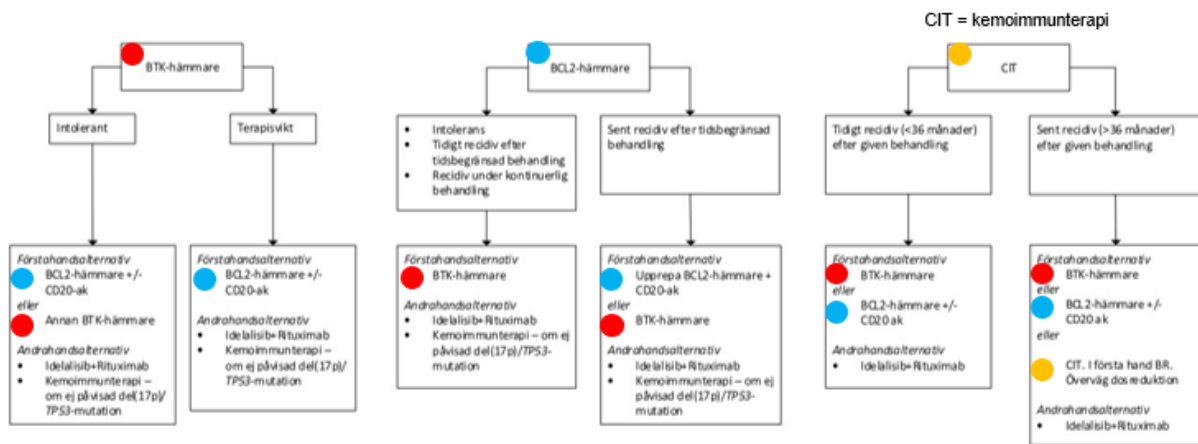 CIT = kemoimmunterapi
BTK-hämmare
Intolerant
Terapisvikt
Förstahandsalternativ
BCL2-hämmare +/-
CD20-ak
eller
Annan BTK-hämmare
Andrahandsalternativ
• Idelalisib+Rituximab
• Kemoimmunterapi –
om ej påvisad del(17p)/
TP53-mutation
Förstahandsalternativ
BCL2-hämmare +/-
CD20-ak
Andrahandsalternativ
• Idelalisib+Rituximab
• Kemoimmunterapi –
om ej påvisad del(17p)/
TP53-mutation
BCL2-hämmare
• Intolerans
• Tidigt recidiv efter
tidsbegränsad
behandling
• Recidiv under kontinuerlig
behandling
Sent recidiv efter tidsbegränsad
behandling
Förstahandsalternativ
BTK-hämmare
Andrahandsalternativ
• Idelalisib+Rituximab
• Kemoimmunterapi – om ej
påvisad del(17p)/TP53-
mutation
Förstahandsalternativ
Upprepa BCL2-hämmare +
CD20-ak
eller
BTK-hämmare
Andrahandsalternativ
• Idelalisib+Rituximab
• Kemoimmunterapi – om ej
påvisad del(17p)/TP53-
mutation
CIT
Tidigt recidiv (<36 månader)
efter given behandling
Sent recidiv (>36 månader)
efter given behandling
Förstahandsalternativ
BTK-hämmare
eller
BCL2-hämmare +/-
CD20 ak
Andrahandsalternativ
• Idelalisib+Rituximab
Förstahandsalternativ
BTK-hämmare
eller
BCL2-hämmare +/-
CD20 ak
eller
CIT. I första hand BR.
Överväg dosreduktion
Andrahandsalternativ
• Idelalisib+Rituximab